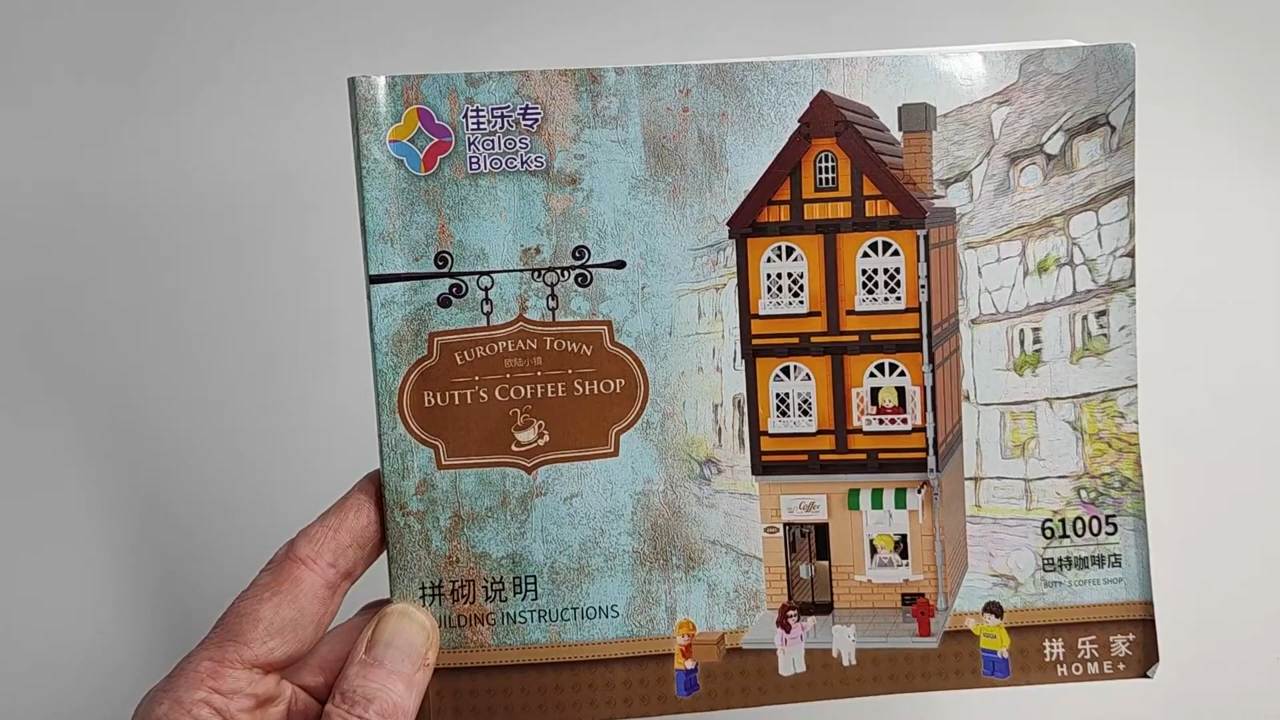 佳乐专
Kalos
Blocks
EUROPEAN TOWN
欧陆小镇
BUTT'S COFFEE SHOP
Coffee
61005
巴特咖啡店
BUTT'S COFFEE SHOP
拼砌说明
UILDING INSTRUCTIONS
拼乐家
HOME+